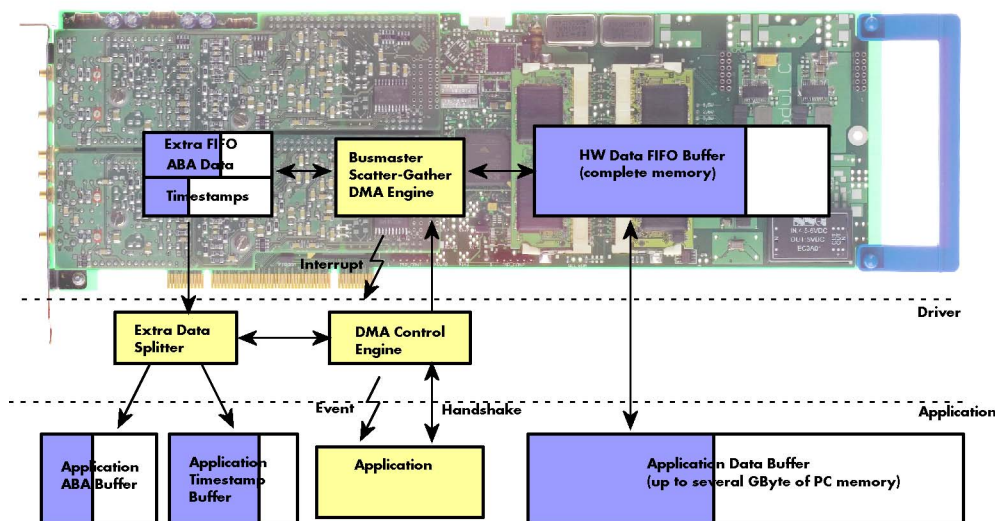 Extra FIFO
ABA Data
Timestamps
Busmaster
Scatter-Gather
DMA Engine
HW Data FIFO Buffer
(complete memory)
Interrupt
Driver
Extra Data
Splitter
DMA Control
Engine
Event
Handshake
Application
Application
ABA Buffer
Application
Timestamp
Buffer
Application
Application Data Buffer
(up to several GByte of PC memory)